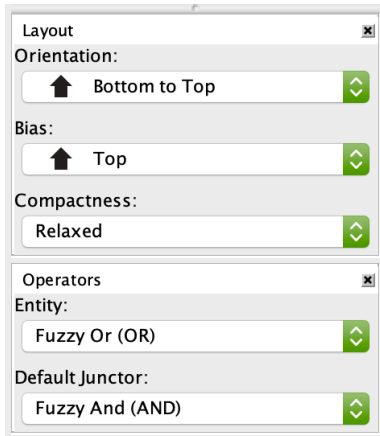 Layout
Orientation:
Bottom to Top
Bias:
Top
Compactness:
Relaxed
Operators
Entity:
Fuzzy Or (OR)
Default Junctor:
Fuzzy And (AND)